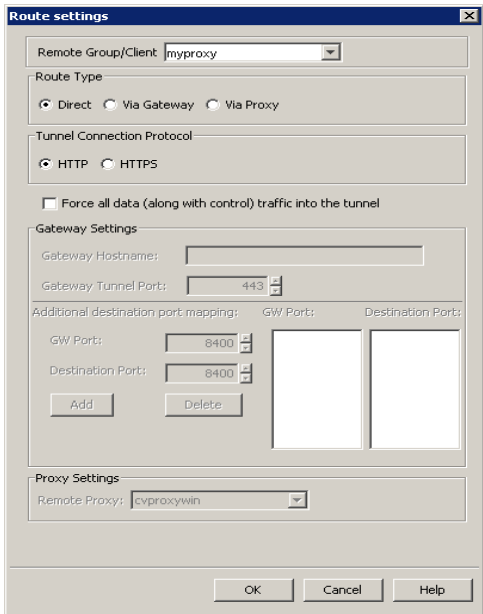 Route settings
Remote Group/Client myproxy
Route Type
Direct Via Gateway Via Proxy
Tunnel Connection Protocol
HTTP HTTPS
Force all data (along with control) traffic into the tunnel
Gateway Settings
Gateway Hostname:
Gateway Tunnel Port: 443
Additional destination port mapping: GW Port: Destination Port:
GW Port: 8400
Destination Port: 8400
Add Delete
Proxy Settings
Remote Proxy: cvproxywin
OK Cancel Help